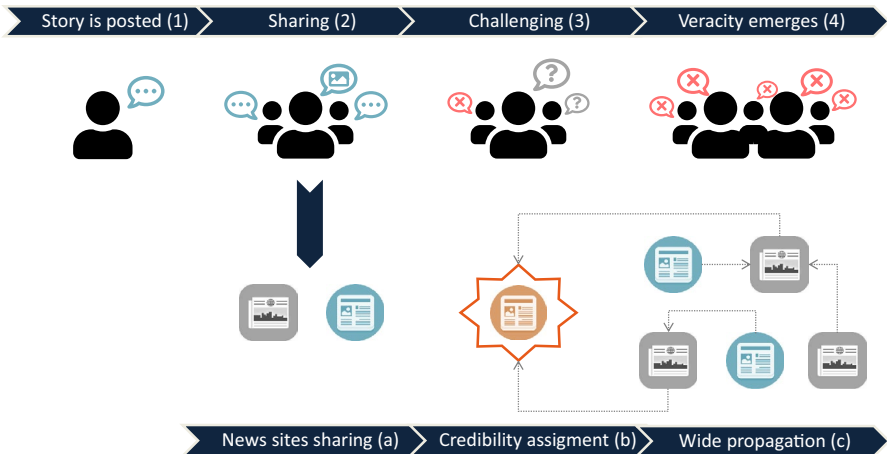 Story is posted (1)
Sharing (2)
Challenging (3)
Veracity emerges (4)
News sites sharing (a)
Credibility assigment (b)
Wide propagation (c)